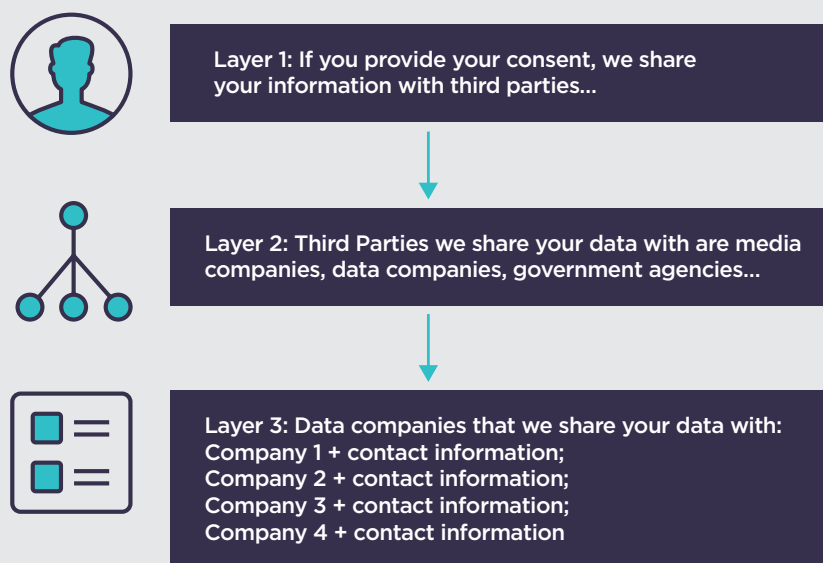 Layer 1: If you provide your consent, we share
your information with third parties...
Layer 2: Third Parties we share your data with are media
companies, data companies, government agencies...
Layer 3: Data companies that we share your data with:
Company 1 + contact information;
Company 2 + contact information;
Company 3 + contact information;
Company 4 + contact information